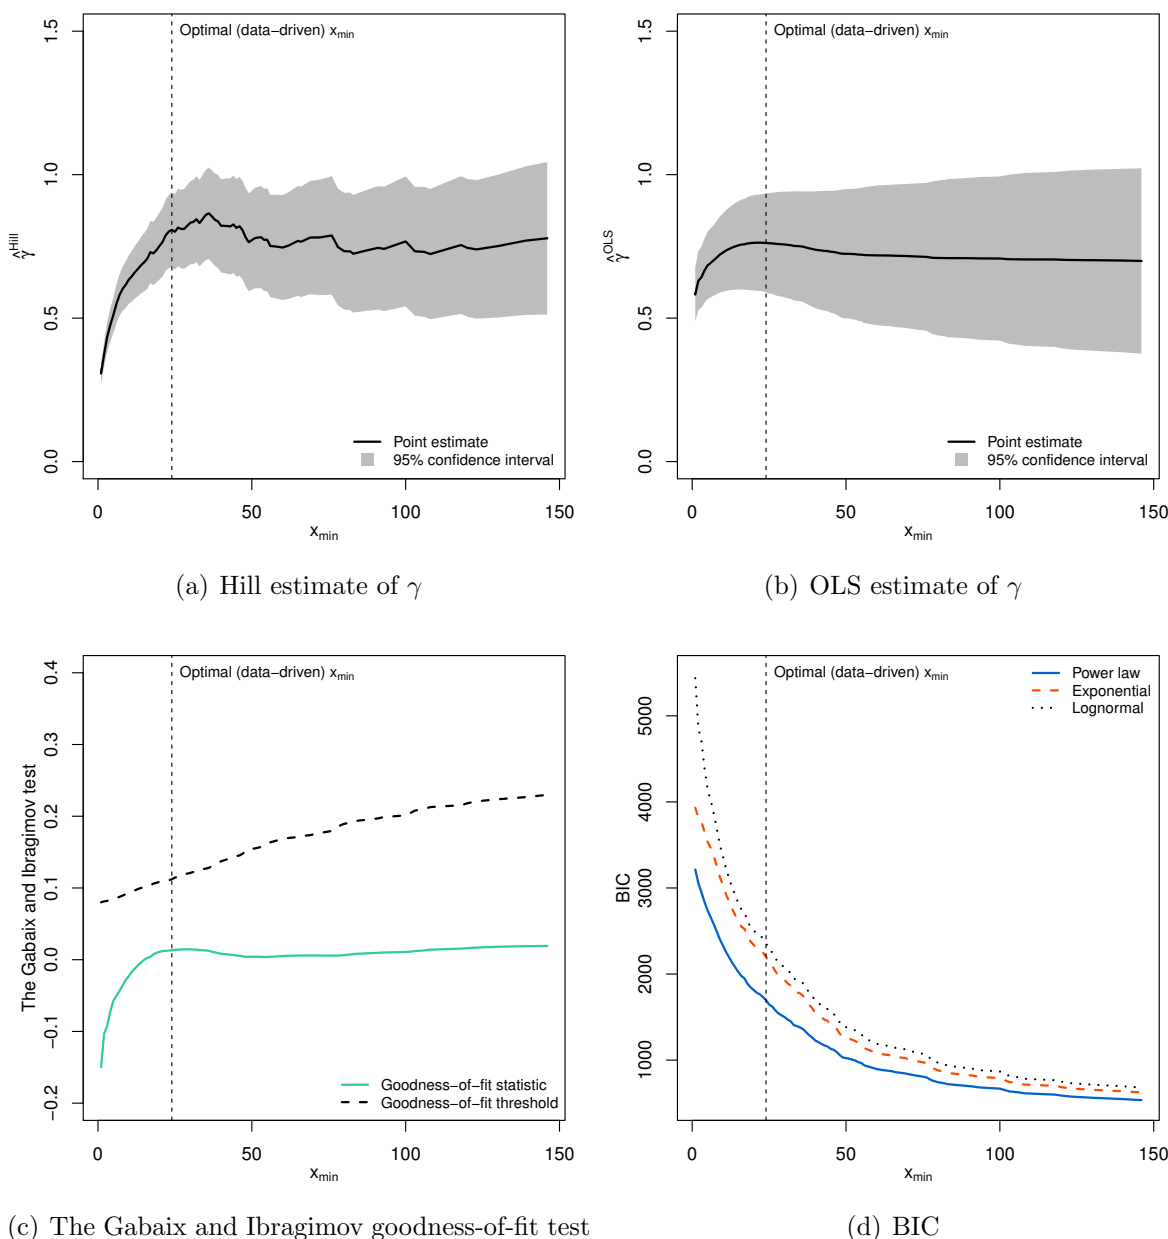 Optimal (data−driven) xmin
γ̂Hill
1.5
1.0
0.5
0.0
Point estimate
95% confidence interval
0 50 100 150
xmin
(a) Hill estimate of γ
Optimal (data−driven) xmin
γ̂OLS
1.5
1.0
0.5
0.0
Point estimate
95% confidence interval
0 50 100 150
xmin
(b) OLS estimate of γ
Optimal (data−driven) xmin
The Gabaix and Ibragimov test
0.4
0.3
0.2
0.1
0.0
−0.1
−0.2
Goodness−of−fit statistic
Goodness−of−fit threshold
0 50 100 150
xmin
(c) The Gabaix and Ibragimov goodness-of-fit test
Optimal (data−driven) xmin
Power law
Exponential
Lognormal
BIC
5000
4000
3000
2000
1000
0 50 100 150
xmin
(d) BIC